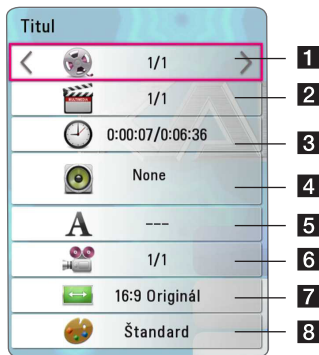 Titul
1/1 1
MULTIMEDIA 1/1 2
0:00:07/0:06:36 3
None 4
A --- 5
1/1 6
16:9 Originál 7
Štandard 8